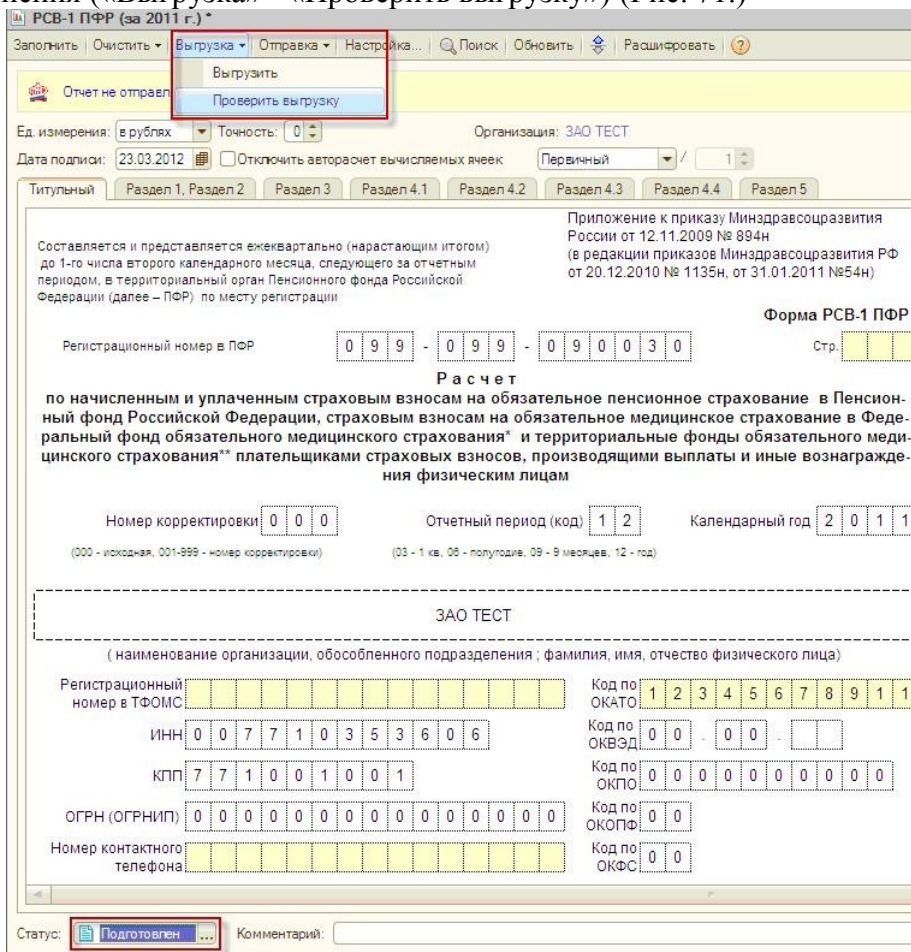 нения («Выгрузка» – «Проверить выгрузку») (Рис. 71.)
РСВ-1 ПФР (за 2011 г.) *
Заполнить Очистить Выгрузка Отправка Настройка... Поиск Обновить Расшифровать
Выгрузить
Отчет не отправл
Проверить выгрузку
Ед. измерения: в рублях Точность: 0 Организация: ЗАО ТЕСТ
Дата подписи: 23.03.2012 Отключить авторасчет вычисляемых ячеек Первичный / 1
Титульный Раздел 1, Раздел 2 Раздел 3 Раздел 4.1 Раздел 4.2 Раздел 4.3 Раздел 4.4 Раздел 5
Приложение к приказу Минздравсоцразвития
России от 12.11.2009 № 894н
(в редакции приказов Минздравсоцразвития РФ
от 20.12.2010 № 1135н, от 31.01.2011 №54н)
Составляется и представляется ежеквартально (нарастающим итогом)
до 1-го числа второго календарного месяца, следующего за отчетным
периодом, в территориальный орган Пенсионного фонда Российской
Федерации (далее – ПФР) по месту регистрации
Форма РСВ-1 ПФР
Регистрационный номер в ПФР 0 9 9 - 0 9 9 - 0 9 0 0 3 0 Стр.
Р а с ч е т
по начисленным и уплаченным страховым взносам на обязательное пенсионное страхование в Пенсион-
ный фонд Российской Федерации, страховым взносам на обязательное медицинское страхование в Феде-
ральный фонд обязательного медицинского страхования* и территориальные фонды обязательного меди-
цинского страхования** плательщиками страховых взносов, производящими выплаты и иные вознагражде-
ния физическим лицам
Номер корректировки 0 0 0 Отчетный период (код) 1 2 Календарный год 2 0 1 1
(000 - исходная, 001-999 - номер корректировки) (03 - 1 кв, 06 - полугодие, 09 - 9 месяцев, 12 - год)
ЗАО ТЕСТ
( наименование организации, обособленного подразделения ; фамилия, имя, отчество физического лица)
Регистрационный
номер в ТФОМС
Код по
ОКАТО 1 2 3 4 5 6 7 8 9 1 1
ИНН 0 0 7 7 1 0 3 5 3 6 0 6
Код по
ОКВЭД 0 0 . 0 0 .
КПП 7 7 1 0 0 1 0 0 1
Код по
ОКПО 0 0 0 0 0 0 0 0 0 0
ОГРН (ОГРНИП) 0 0 0 0 0 0 0 0 0 0 0 0 0 0 0
Код по
ОКОПФ 0 0
Номер контактного
телефона
Код по
ОКФС 0 0
Статус: Подготовлен ... Комментарий: